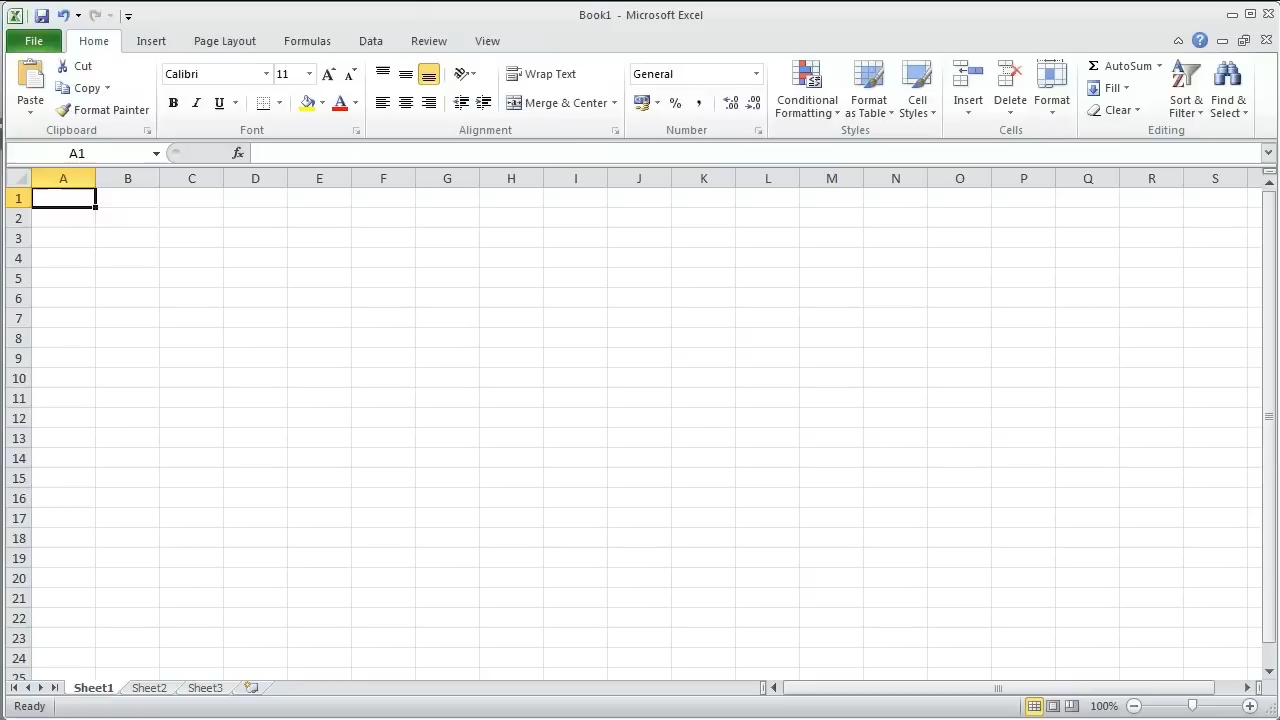 Book1 - Microsoft Excel
File Home Insert Page Layout Formulas Data Review View
Paste
Cut
Copy
Format Painter
Clipboard
Calibri 11
B I U A
Font
Wrap Text
Merge & Center
Alignment
General
% ,
Number
Conditional Formatting
Format as Table
Cell Styles
Styles
Insert Delete Format
Cells
Σ AutoSum
Fill
Clear
Sort & Filter
Find & Select
Editing
A1 fx
A B C D E F G H I J K L M N O P Q R S
1
2
3
4
5
6
7
8
9
10
11
12
13
14
15
16
17
18
19
20
21
22
23
24
25
Sheet1 Sheet2 Sheet3
Ready 100%